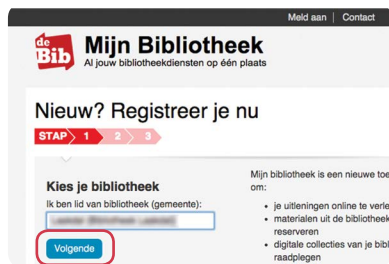 Meld aan | Contact
de
Bib
Mijn Bibliotheek
Al jouw bibliotheekdiensten op één plaats
Nieuw? Registreer je nu
STAP 1 2 3
Kies je bibliotheek
Ik ben lid van bibliotheek (gemeente):
Volgende
Mijn bibliotheek is een nieuwe toe
om:
• je uitleningen online te verle
• materialen uit de bibliotheek
reserveren
• digitale collecties van je bibl
raadplegen